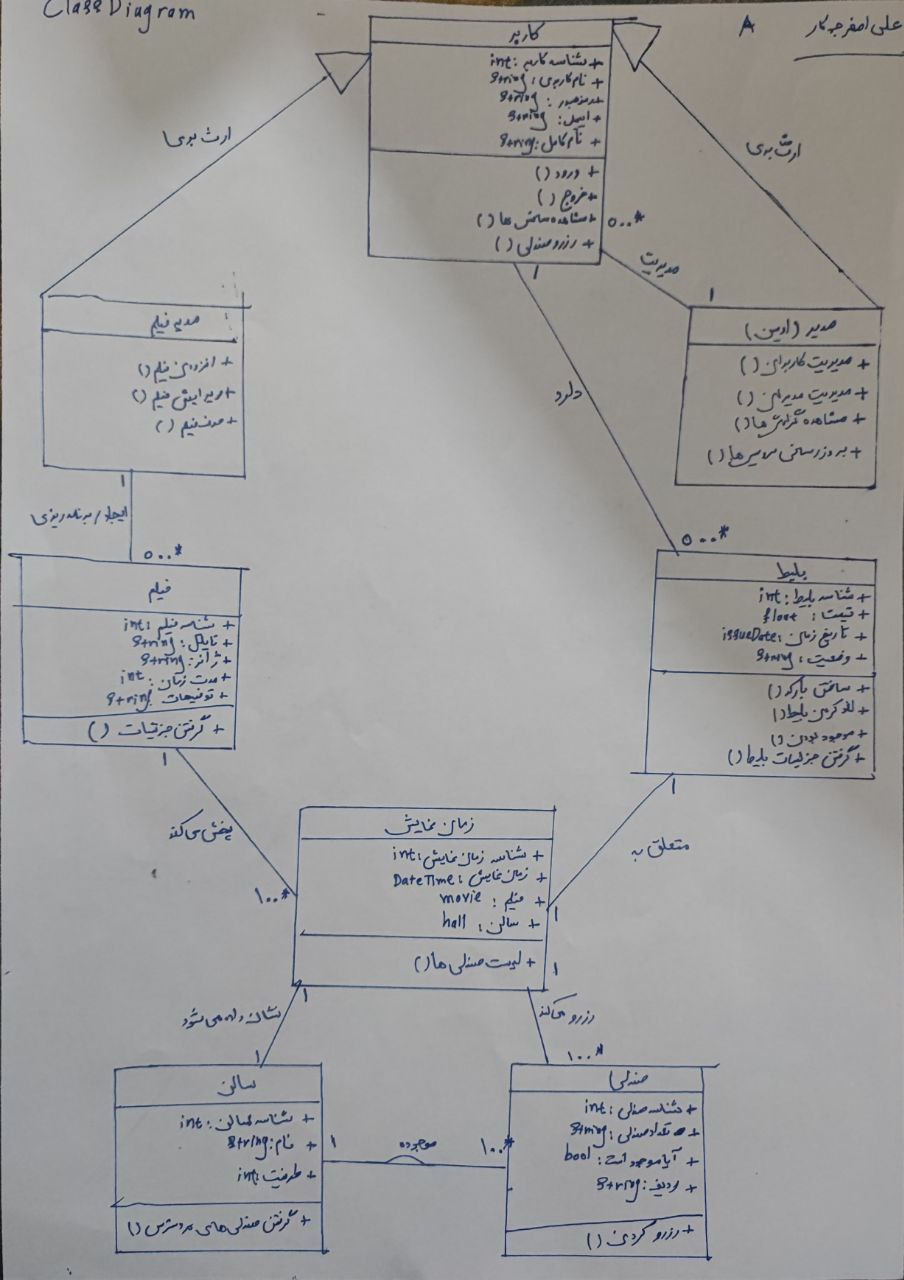 Class Diagram
علی اصغر جه کار
A
کاربر
+ شناسه کاربر : int
+ نام کاربری : String
+ رمز عبور : String
+ ایمیل : String
+ نام کامل : String
+ ورود ()
+ خروج ()
+ مشاهده سانس ها ()
+ رزرو صندلی ()
ارث بری
ارث بری
0..*
مدیریت
1
1
مدیر فیلم
+ افزودن فیلم ()
+ ویرایش فیلم ()
+ حذف فیلم ()
مدیر (ادمین)
+ مدیریت کاربران ()
+ مدیریت مدیران ()
+ مشاهده گزارش ها ()
+ بروزرسانی سانس ها ()
دارد
1
ایجاد / برنامه ریزی
0..*
0..*
فیلم
+ شناسه فیلم : int
+ تایتل : String
+ ژانر : String
+ مدت زمان : int
+ توضیحات : String
+ گرفتن جزئیات ()
بلیط
+ شناسه بلیط : int
+ قیمت : float
+ تاریخ زمان : issueDate
+ وضعیت : String
+ ساختن بارکد ()
+ لغو کردن بلیط ()
+ موجود بودن ()
+ گرفتن جزئیات بلیط ()
1
1
پخش می کند
متعلق به
1..*
1
زمان نمایش
+ شناسه زمان نمایش : int
+ زمان نمایش : DateTime
+ فیلم : movie
+ سالن : hall
+ لیست صندلی ها ()
1
1
نشان داده می شود
رزرو می کند
1
1..*
سالن
+ شناسه سالن : int
+ نام : String
+ ظرفیت : int
+ گرفتن صندلی های در دسترس ()
1
موجوده
1..*
صندلی
+ شناسه صندلی : int
+ تعداد صندلی : String
+ آیا موجود است : bool
+ ردیف : String
+ رزرو کردن ()